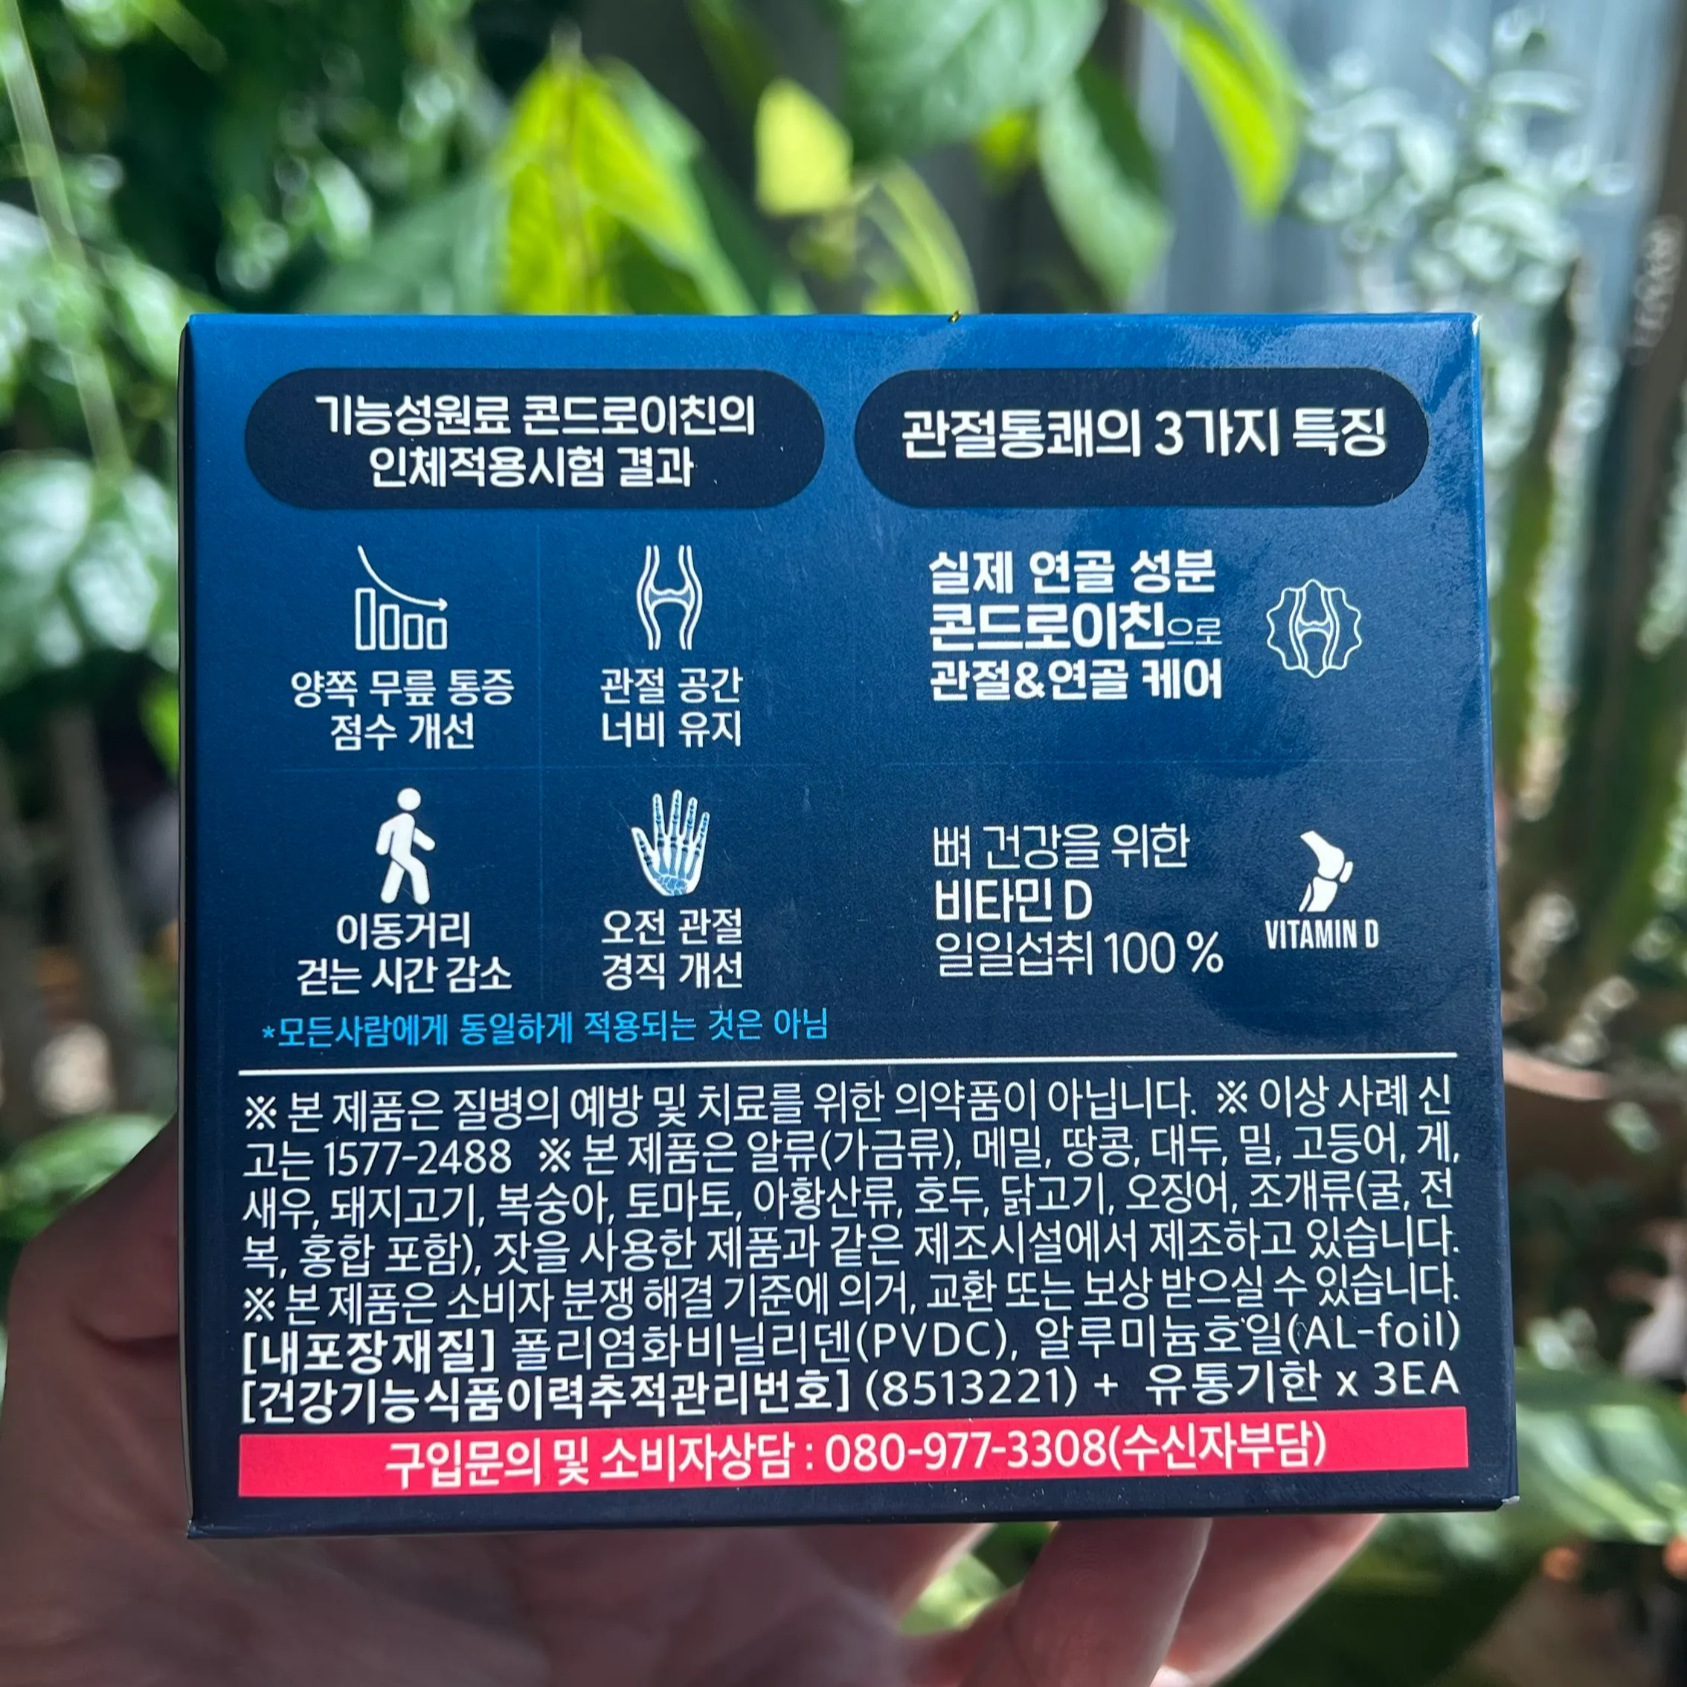 기능성원료 콘드로이친의
인체적용시험 결과
양쪽 무릎 통증
점수 개선
관절 공간
너비 유지
이동거리
걷는 시간 감소
오전 관절
경직 개선
*모든사람에게 동일하게 적용되는 것은 아님
관절통쾌의 3가지 특징
실제 연골 성분
콘드로이친으로
관절&연골 케어
뼈 건강을 위한
비타민 D
일일섭취 100 %
VITAMIN D
※ 본 제품은 질병의 예방 및 치료를 위한 의약품이 아닙니다. ※ 이상 사례 신
고는 1577-2488 ※ 본 제품은 알류(가금류), 메밀, 땅콩, 대두, 밀, 고등어, 게,
새우, 돼지고기, 복숭아, 토마토, 아황산류, 호두, 닭고기, 오징어, 조개류(굴, 전
복, 홍합 포함), 잣을 사용한 제품과 같은 제조시설에서 제조하고 있습니다.
※ 본 제품은 소비자 분쟁 해결 기준에 의거, 교환 또는 보상 받으실 수 있습니다.
[내포장재질] 폴리염화비닐리덴(PVDC), 알루미늄호일(AL-foil)
[건강기능식품이력추적관리번호] (8513221) + 유통기한 x 3EA
구입문의 및 소비자상담 : 080-977-3308(수신자부담)